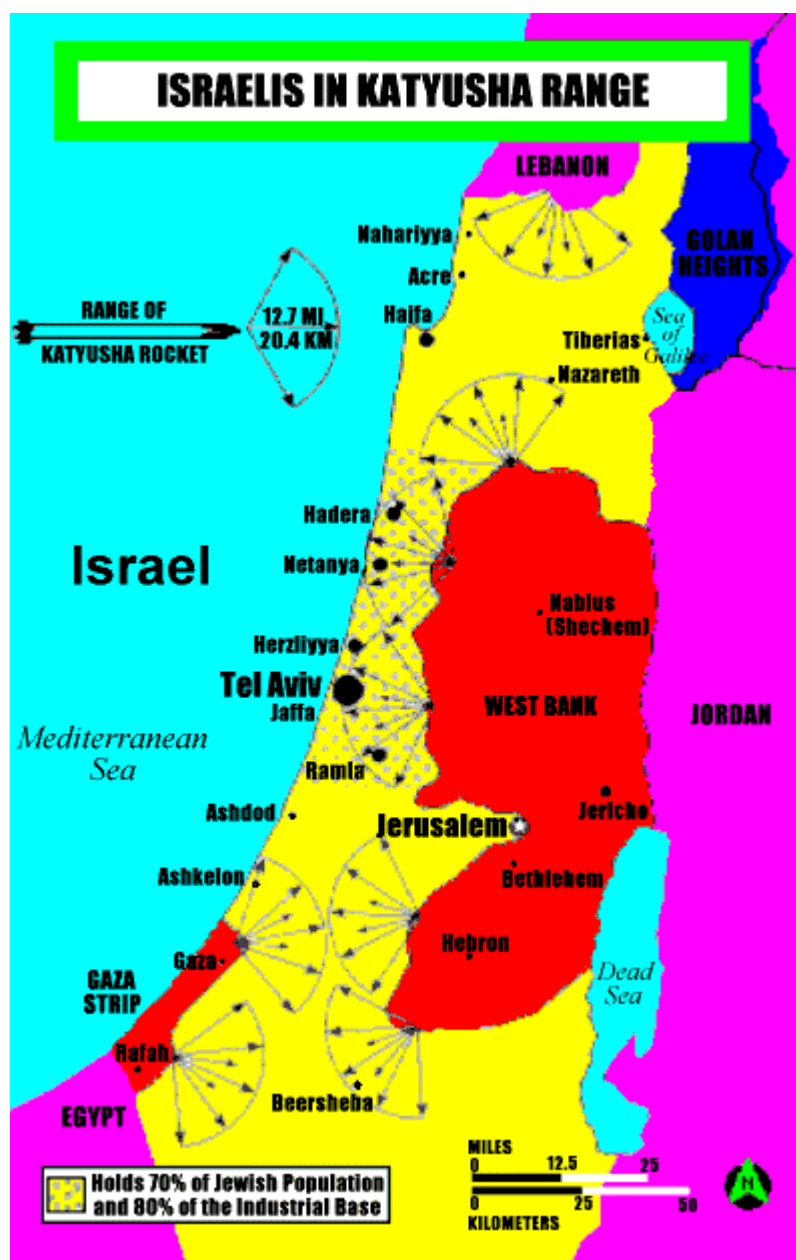 ISRAELIS IN KATYUSHA RANGE
LEBANON
Nahariyya
GOLAN
HEIGHTS
Acre
RANGE OF
KATYUSHA ROCKET
12.7 MI
20.4 KM
Haifa
Tiberias
Sea
of
Galilee
Nazareth
Hadera
Israel
Netanya
Nablus
(Sheckem)
Herzliyya
Tel Aviv
Jaffa
WEST BANK
JORDAN
Mediterranean
Sea
Ramla
Ashdod
Jerusalem
Jericho
Ashkelon
Bethlehem
Hebron
Gaza
GAZA
STRIP
Dead
Sea
Rafah
Beersheba
EGYPT
MILES
0 12.5 25
0 25 50
KILOMETERS
N
Holds 70% of Jewish Population
and 80% of the Industrial Base